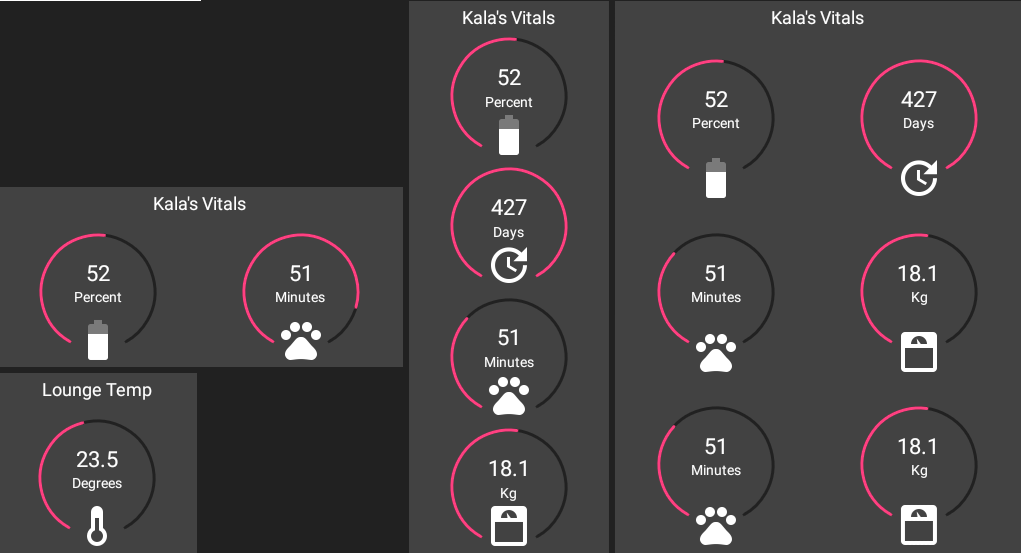 Kala's Vitals
52
Percent
51
Minutes
Lounge Temp
23.5
Degrees
Kala's Vitals
52
Percent
427
Days
51
Minutes
18.1
Kg
Kala's Vitals
52
Percent
427
Days
51
Minutes
18.1
Kg
51
Minutes
18.1
Kg